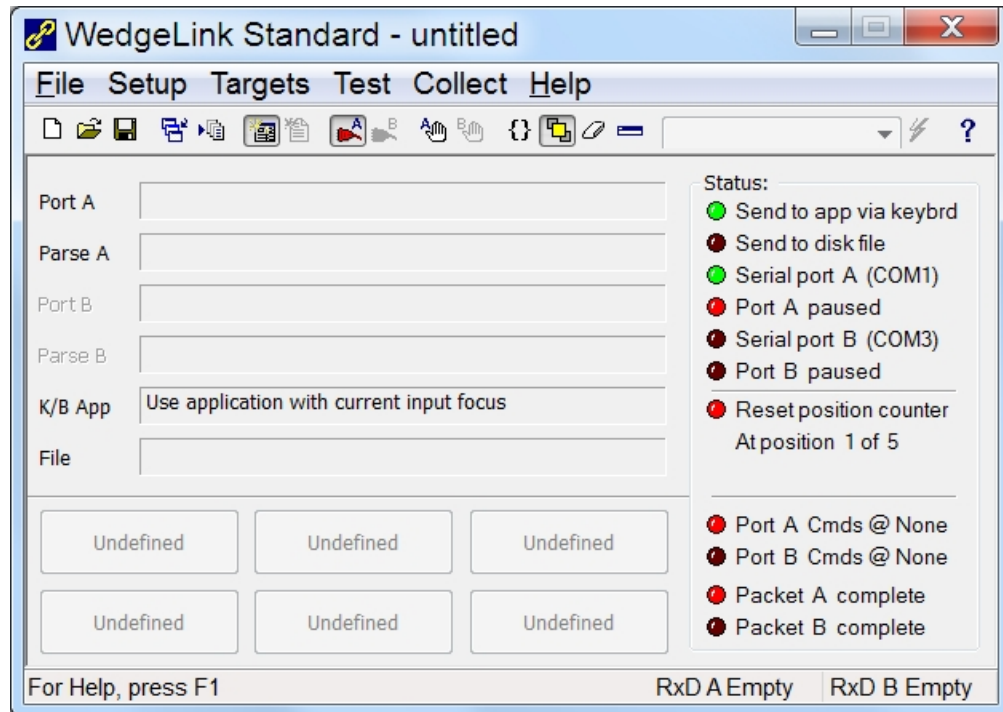 WedgeLink Standard - untitled
File Setup Targets Test Collect Help
A B A B {} ?
Port A
Parse A
Port B
Parse B
K/B App Use application with current input focus
File
Undefined Undefined Undefined
Undefined Undefined Undefined
Status:
Send to app via keybrd
Send to disk file
Serial port A (COM1)
Port A paused
Serial port B (COM3)
Port B paused
Reset position counter
At position 1 of 5
Port A Cmds @ None
Port B Cmds @ None
Packet A complete
Packet B complete
For Help, press F1 RxD A Empty RxD B Empty